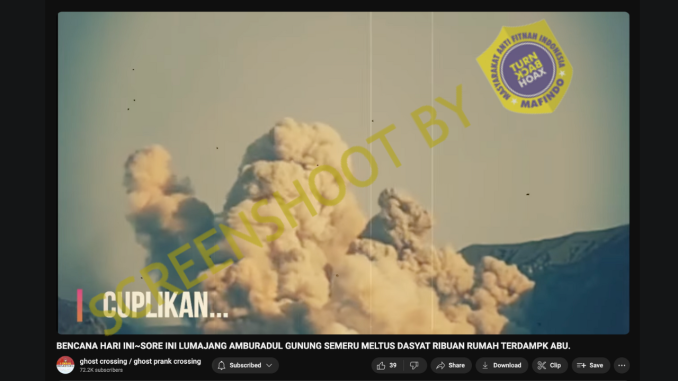 MASYARAKAT ANTI FITNAH INDONESIA
TURN
BACK
HOAX
MAFINDO
SCREENSHOOT BY
CUPLIKAN...
BENCANA HARI INI~SORE INI LUMAJANG AMBURADUL GUNUNG SEMERU MELTUS DASYAT RIBUAN RUMAH TERDAMPK ABU.
ghost crossing / ghost prank crossing
72.2K subscribers
Subscribed
39
Share
Download
Clip
Save